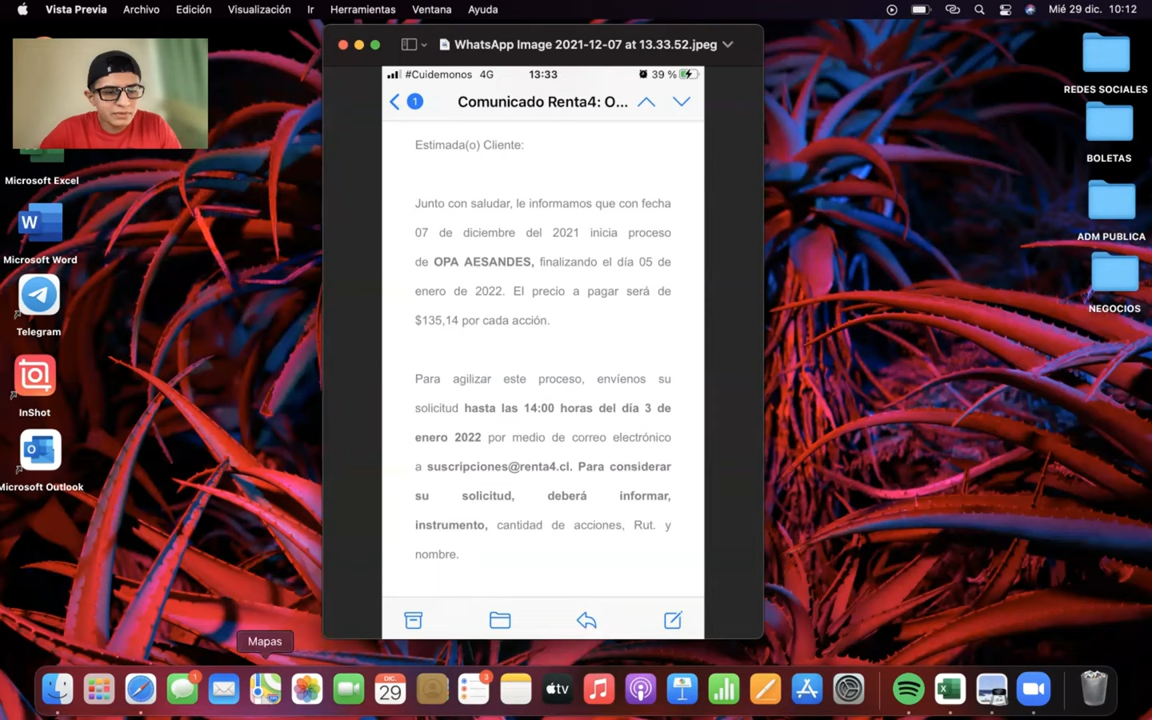 Vista Previa Archivo Edición Visualización Ir Herramientas Ventana Ayuda Mié 29 dic. 10:12
WhatsApp Image 2021-12-07 at 13.33.52.jpeg
#Cuidemonos 4G 13:33 39 %
1 Comunicado Renta4: O...
Estimada(o) Cliente:
Junto con saludar, le informamos que con fecha
07 de diciembre del 2021 inicia proceso
de OPA AESANDES, finalizando el día 05 de
enero de 2022. El precio a pagar será de
$135,14 por cada acción.
Para agilizar este proceso, envíenos su
solicitud hasta las 14:00 horas del día 3 de
enero 2022 por medio de correo electrónico
a suscripciones@renta4.cl. Para considerar
su solicitud, deberá informar,
instrumento, cantidad de acciones, Rut. y
nombre.
Microsoft Excel
W
Microsoft Word
Telegram
InShot
Microsoft Outlook
REDES SOCIALES
BOLETAS
ADM PUBLICA
NEGOCIOS
Mapas
1
DIC.
29
3
tv